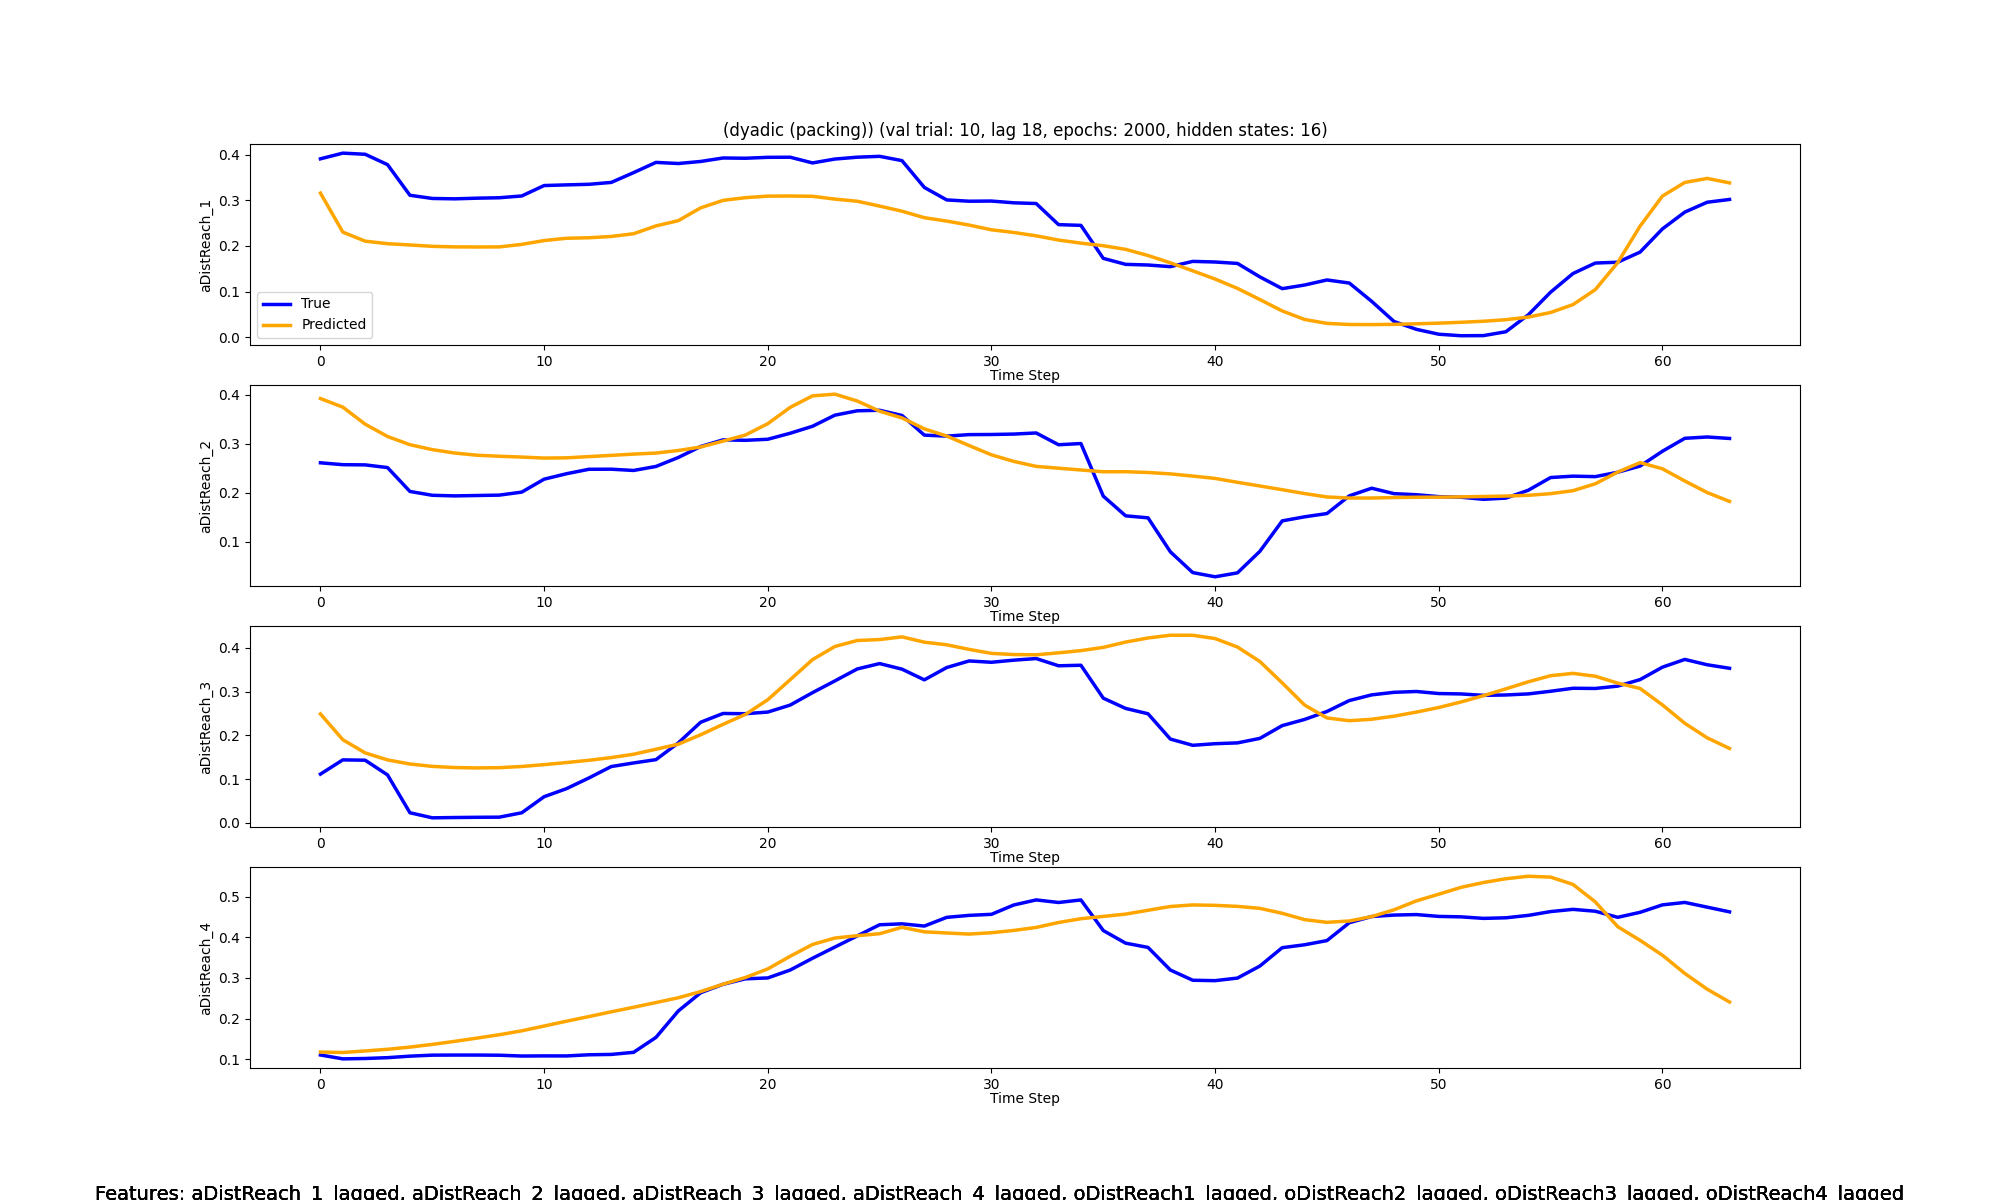 (dyadic (packing)) (val trial: 10, lag 18, epochs: 2000, hidden states: 16)
0.4
0.3
0.2
0.1
0.0
aDistReach_1
True
Predicted
0 10 20 30 40 50 60
Time Step
0.4
0.3
0.2
0.1
aDistReach_2
0 10 20 30 40 50 60
Time Step
0.4
0.3
0.2
0.1
0.0
aDistReach_3
0 10 20 30 40 50 60
Time Step
0.5
0.4
0.3
0.2
0.1
aDistReach_4
0 10 20 30 40 50 60
Time Step
Features: aDistReach_1_lagged, aDistReach_2_lagged, aDistReach_3_lagged, aDistReach_4_lagged, oDistReach1_lagged, oDistReach2_lagged, oDistReach3_lagged, oDistReach4_lagged